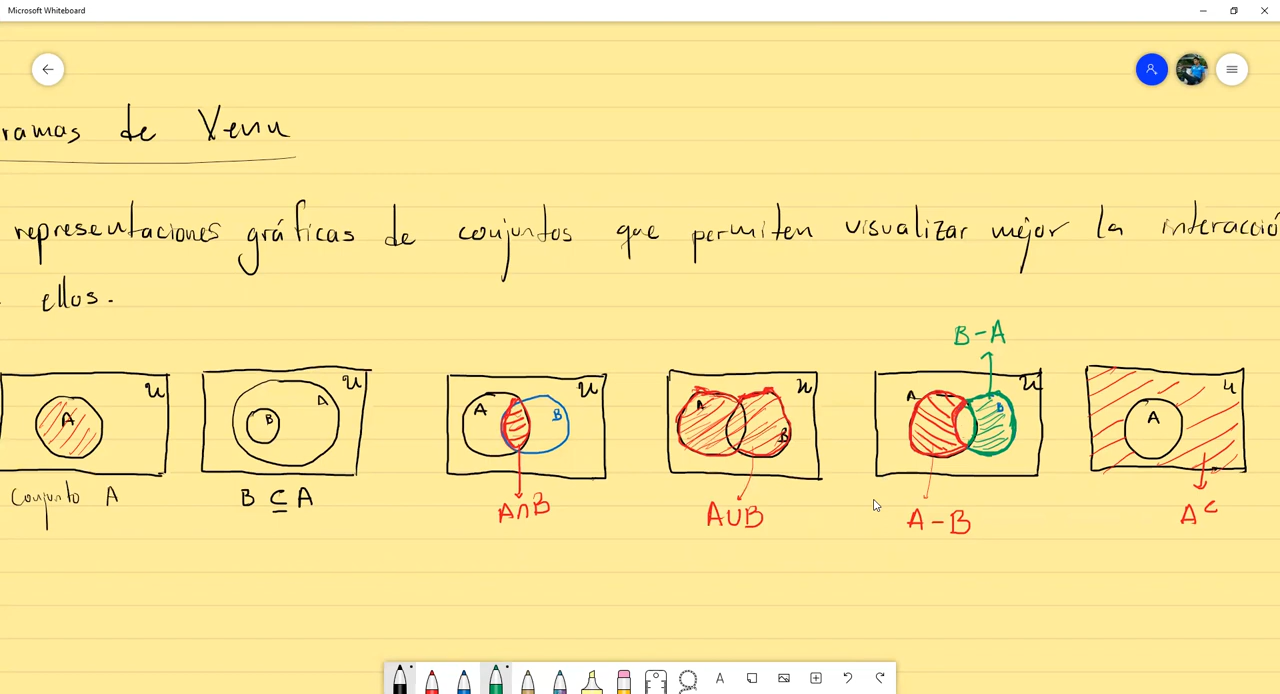 Microsoft Whiteboard
ramas de Venn
representaciones gráficas de conjuntos que permiten visualizar mejor la interacció
ellos.
B-A
A U
A B U
A B U
A B U
A B U
A U
Conjunto A
B ⊆ A
A∩B
A∪B
A-B
A^c
A